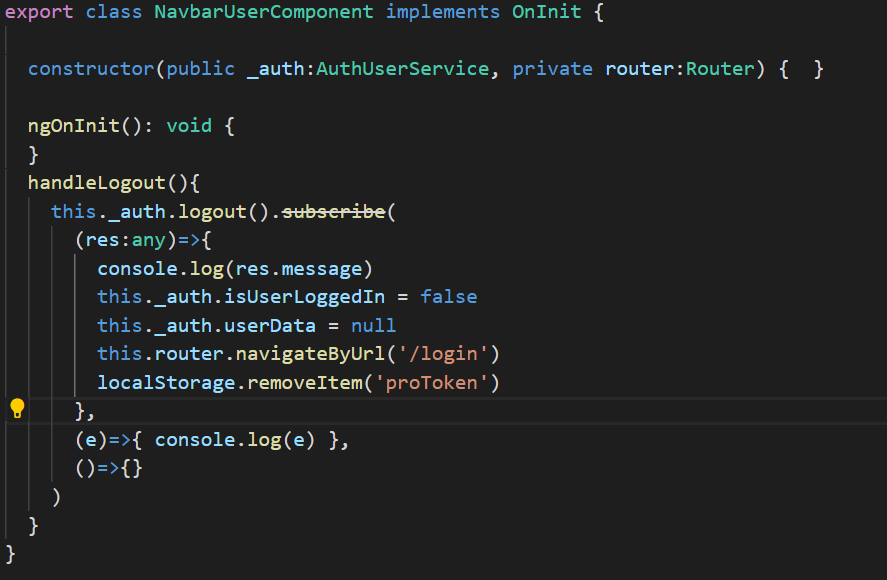 export class NavbarUserComponent implements OnInit {
constructor(public _auth:AuthUserService, private router:Router) {  }
ngOnInit(): void {
}
handleLogout(){
this._auth.logout().subscribe(
(res:any)=>{
console.log(res.message)
this._auth.isUserLoggedIn = false
this._auth.userData = null
this.router.navigateByUrl('/login')
localStorage.removeItem('proToken')
},
(e)=>{ console.log(e) },
()=>{}
)
}
}